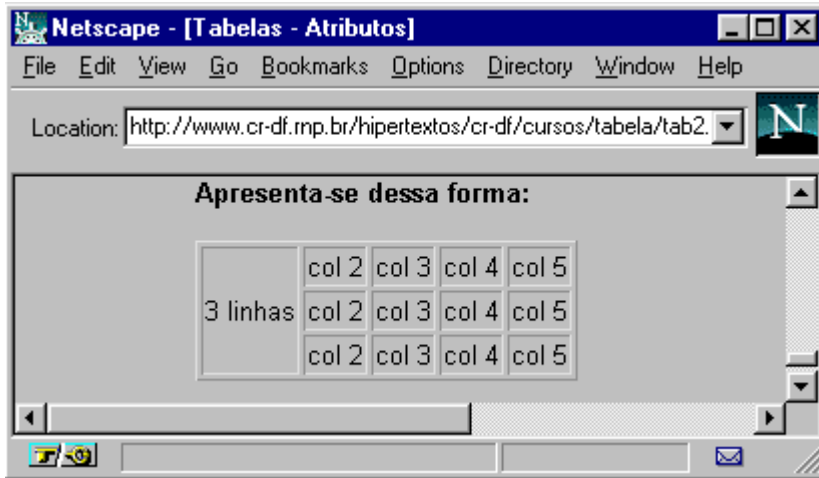 Netscape - [Tabelas - Atributos]
File Edit View Go Bookmarks Options Directory Window Help
Location: http://www.cr-df.rnp.br/hipertextos/cr-df/cursos/tabela/tab2.
N
Apresenta-se dessa forma:
col 2 col 3 col 4 col 5
3 linhas col 2 col 3 col 4 col 5
col 2 col 3 col 4 col 5